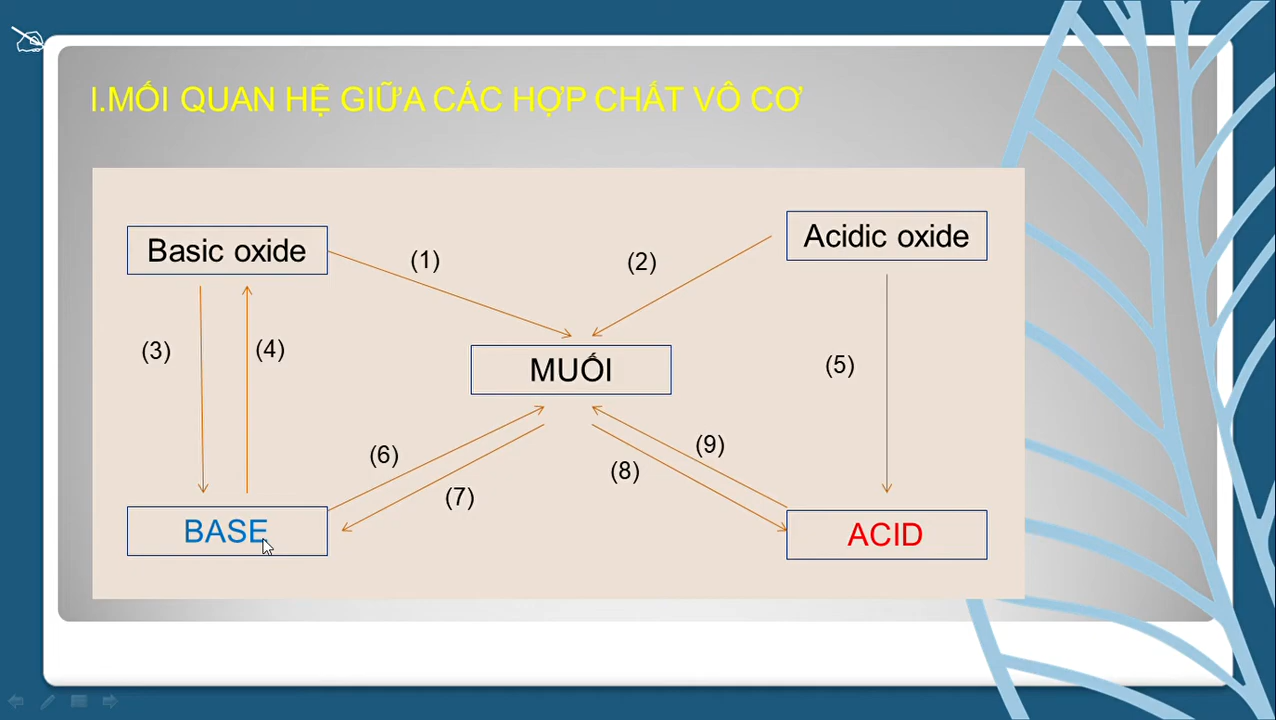 I.MỐI QUAN HỆ GIỮA CÁC HỢP CHẤT VÔ CƠ
Basic oxide
Acidic oxide
(1)
(2)
(3)
(4)
MUỐI
(5)
(6)
(9)
(7)
(8)
BASE
ACID